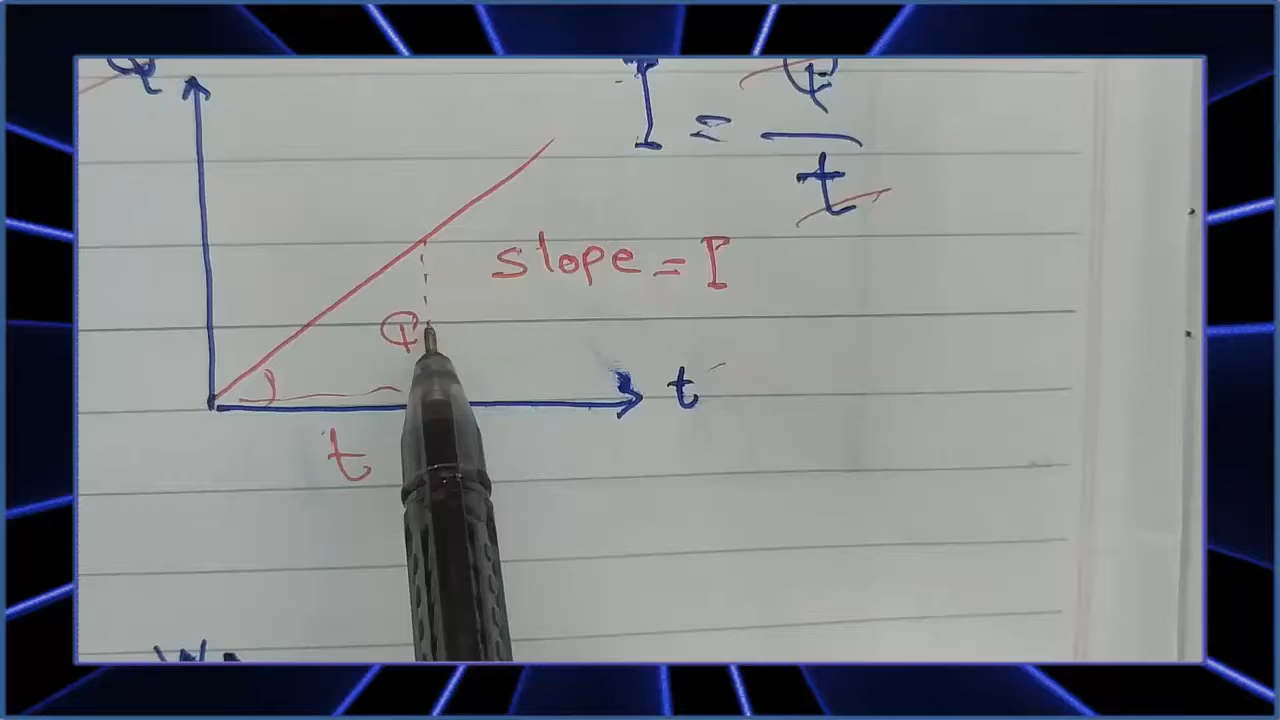 Q
I = Q
t
slope = I
Q
t
t